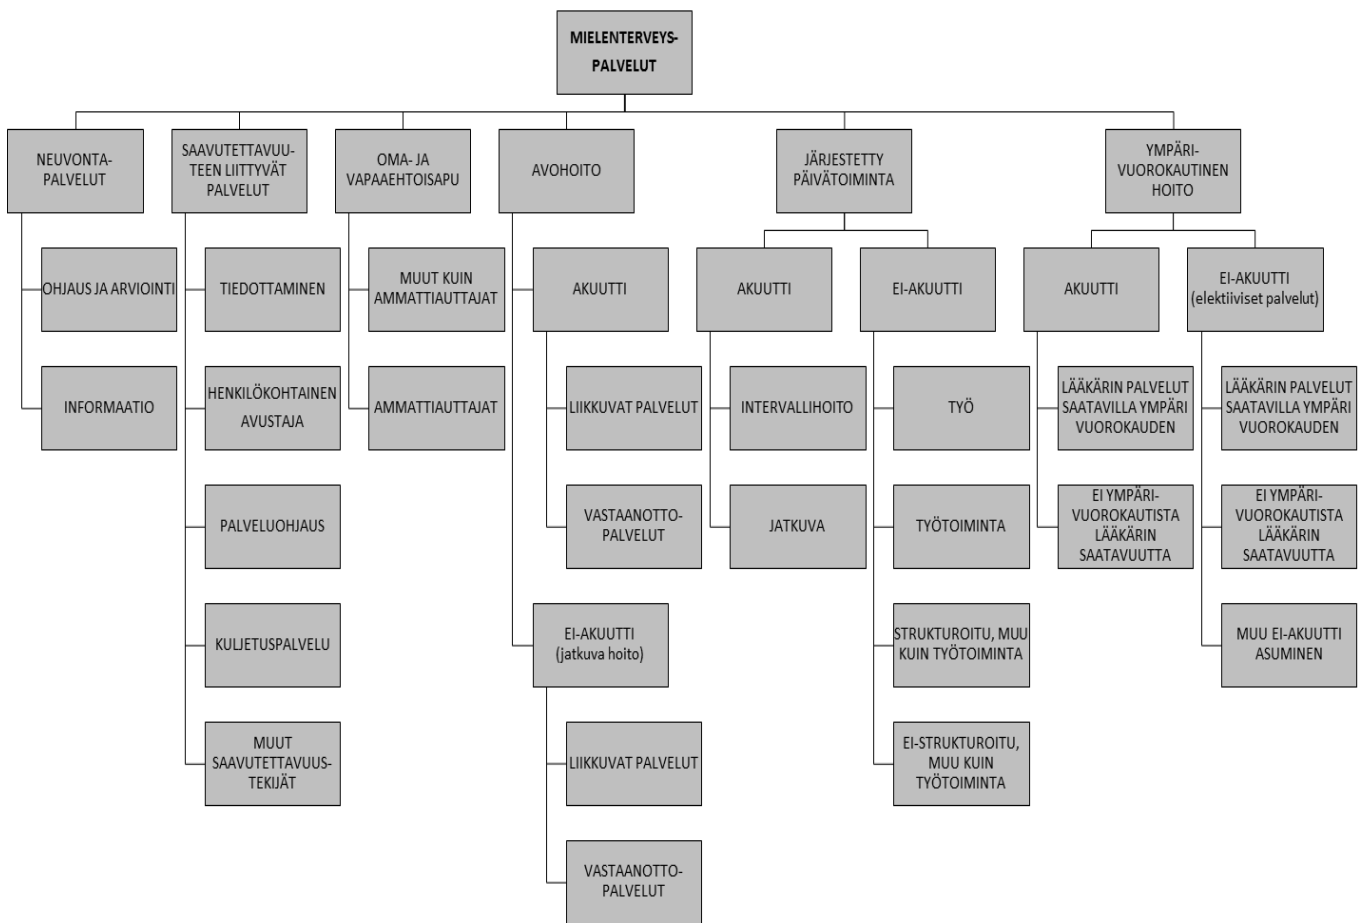 MIELENTERVEYS-
PALVELUT
NEUVONTA-
PALVELUT
SAAVUTETTAVUU-
TEEN LIITTYVÄT
PALVELUT
OMA- JA
VAPAAEHTOISAPU
AVOHOITO
JÄRJESTETTY
PÄIVÄTOIMINTA
YMPÄRI-
VUOROKAUTINEN
HOITO
OHJAUS JA ARVIOINTI
TIEDOTTAMINEN
MUUT KUIN
AMMATTIAUTTAJAT
AKUUTTI
AKUUTTI
EI-AKUUTTI
AKUUTTI
EI-AKUUTTI
(elektiiviset palvelut)
INFORMAATIO
HENKILÖKOHTAINEN
AVUSTAJA
AMMATTIAUTTAJAT
LIIKKUVAT PALVELUT
INTERVALLIHOITO
TYÖ
LÄÄKÄRIN PALVELUT
SAATAVILLA YMPÄRI
VUOROKAUDEN
LÄÄKÄRIN PALVELUT
SAATAVILLA YMPÄRI
VUOROKAUDEN
PALVELUOHJAUS
VASTAANOTTO-
PALVELUT
JATKUVA
TYÖTOIMINTA
EI YMPÄRI-
VUOROKAUTISTA
LÄÄKÄRIN
SAATAVUUTTA
EI YMPÄRI-
VUOROKAUTISTA
LÄÄKÄRIN
SAATAVUUTTA
KULJETUSPALVELU
EI-AKUUTTI
(jatkuva hoito)
STRUKTUROITU, MUU
KUIN TYÖTOIMINTA
MUU EI-AKUUTTI
ASUMINEN
MUUT
SAAVUTETTAVUUS-
TEKIJÄT
LIIKKUVAT PALVELUT
EI-STRUKTUROITU,
MUU KUIN
TYÖTOIMINTA
VASTAANOTTO-
PALVELUT